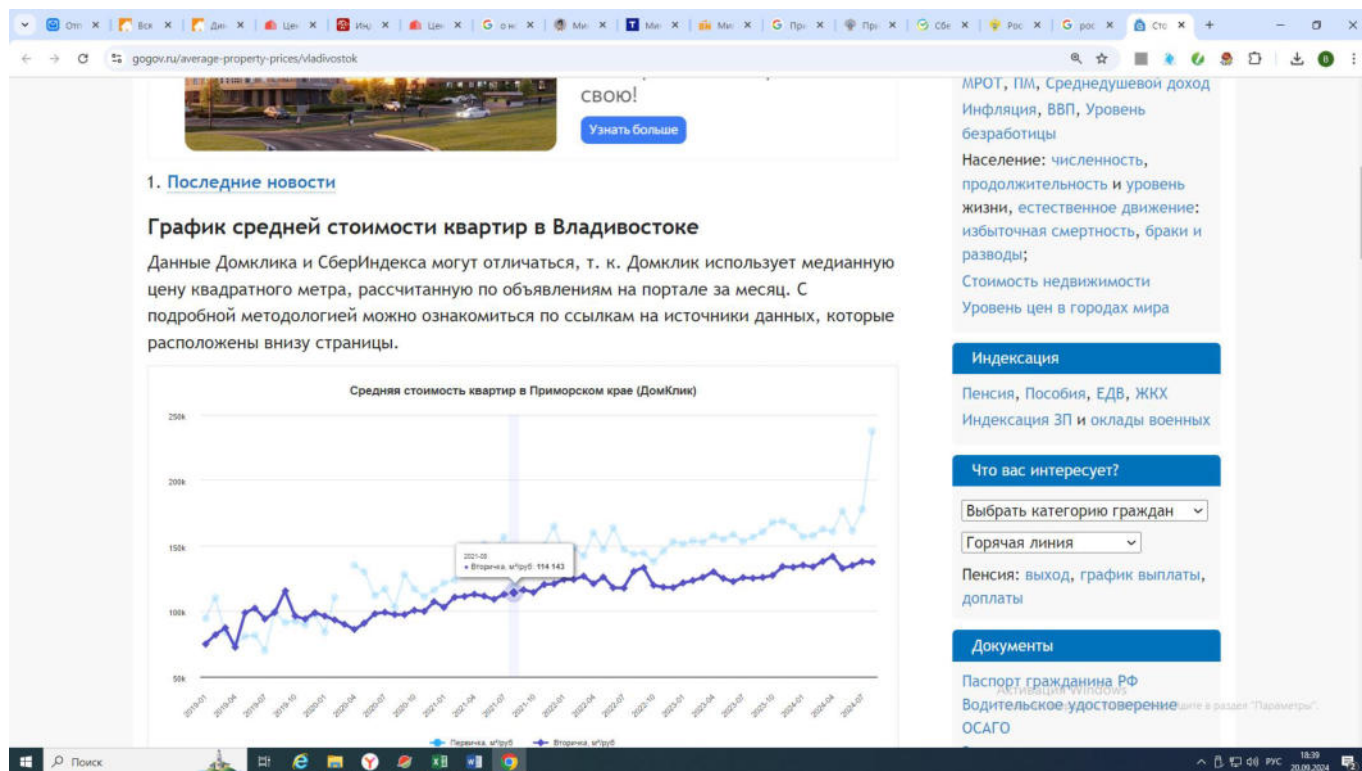 gogov.ru/average-property-prices/vladivostok
свою!
Узнать больше
1. Последние новости
График средней стоимости квартир в Владивостоке
Данные Домклика и СберИндекса могут отличаться, т. к. Домклик использует медианную
цену квадратного метра, рассчитанную по объявлениям на портале за месяц. С
подробной методологией можно ознакомиться по ссылкам на источники данных, которые
расположены внизу страницы.
Средняя стоимость квартир в Приморском крае (ДомКлик)
250k
200k
150k
100k
50k
Вторичка, м²/руб: 114 143
2019-01 2019-04 2019-07 2019-10 2020-01 2020-04 2020-07 2020-10 2021-01 2021-04 2021-07 2021-10 2022-01 2022-04 2022-07 2022-10 2023-01 2023-04 2023-07 2023-10 2024-01 2024-04 2024-07
Первичка, м²/руб Вторичка, м²/руб
МРОТ, ПМ, Среднедушевой доход
Инфляция, ВВП, Уровень
безработицы
Население: численность,
продолжительность и уровень
жизни, естественное движение:
избыточная смертность, браки и
разводы;
Стоимость недвижимости
Уровень цен в городах мира
Индексация
Пенсия, Пособия, ЕДВ, ЖКХ
Индексация ЗП и оклады военных
Что вас интересует?
Выбрать категорию граждан
Горячая линия
Пенсия: выход, график выплаты,
доплаты
Документы
Паспорт гражданина РФ
Активация Windows
Водительское удостоверение
в раздел "Параметры".
ОСАГО
Поиск
РУС
18:39
20.09.2024